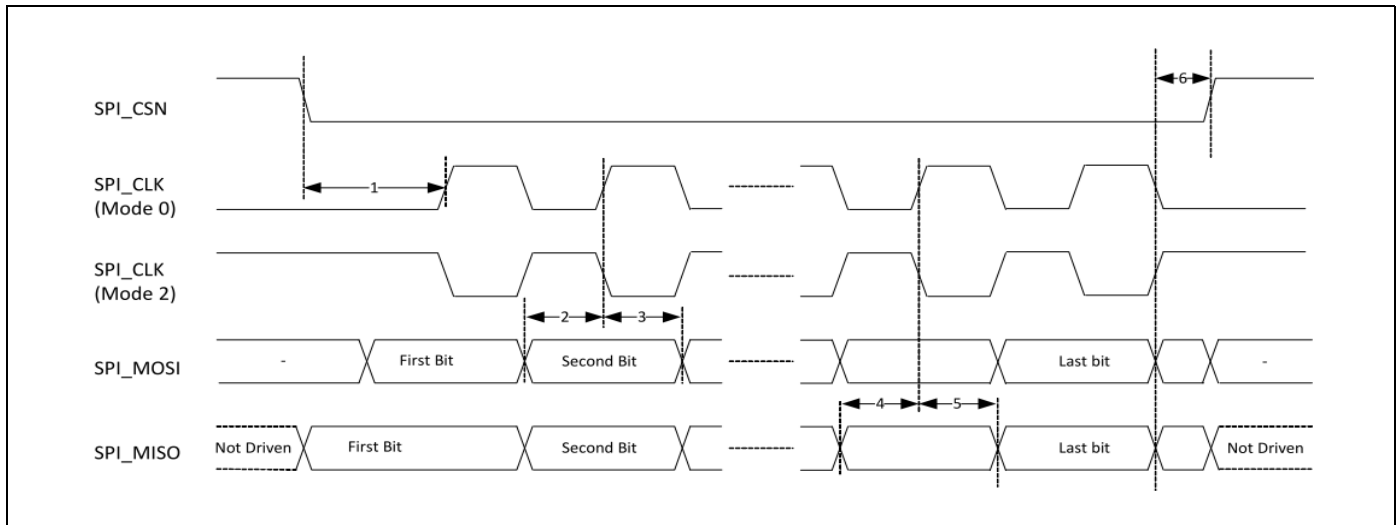 SPI_CSN
6
SPI_CLK
(Mode 0)
1
SPI_CLK
(Mode 2)
2
3
SPI_MOSI
-
First Bit
Second Bit
Last bit
-
4
5
SPI_MISO
Not Driven
First Bit
Second Bit
Last bit
Not Driven